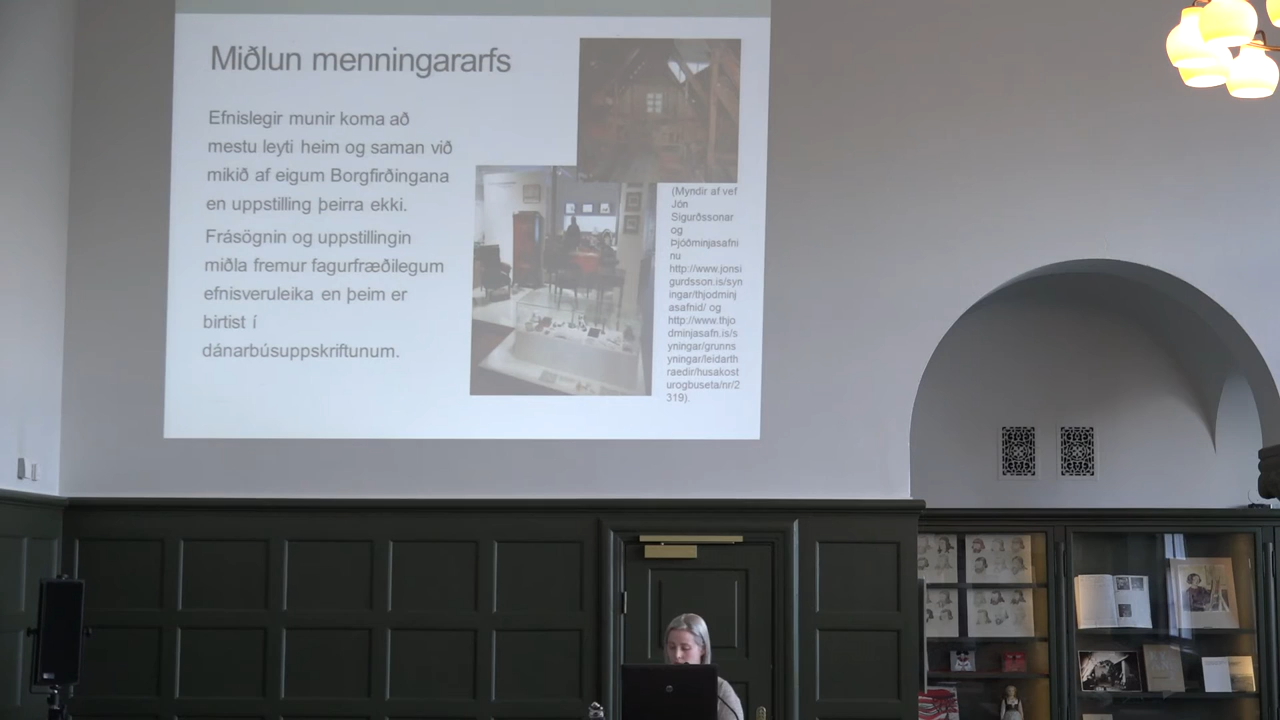 Miðlun menningararfs
Efnislegir munir koma að
mestu leyti heim og saman við
mikið af eigum Borgfirðingana
en uppstilling þeirra ekki.
Frásögnin og uppstillingin
miðla fremur fagurfræðilegum
efnisveruleika en þeim er
birtist í
dánarbúsuppskriftunum.
(Myndir af vef
Jón
Sigurðssonar
og
Þjóðminjasafni
nu
http://www.jonsi
gurdsson.is/syn
ingar/thjodminj
asafnid/ og
http://www.thjo
dminjasafn.is/s
yningar/grunns
yningar/leidarth
raedir/husakost
urogbuseta/nr/2
319).